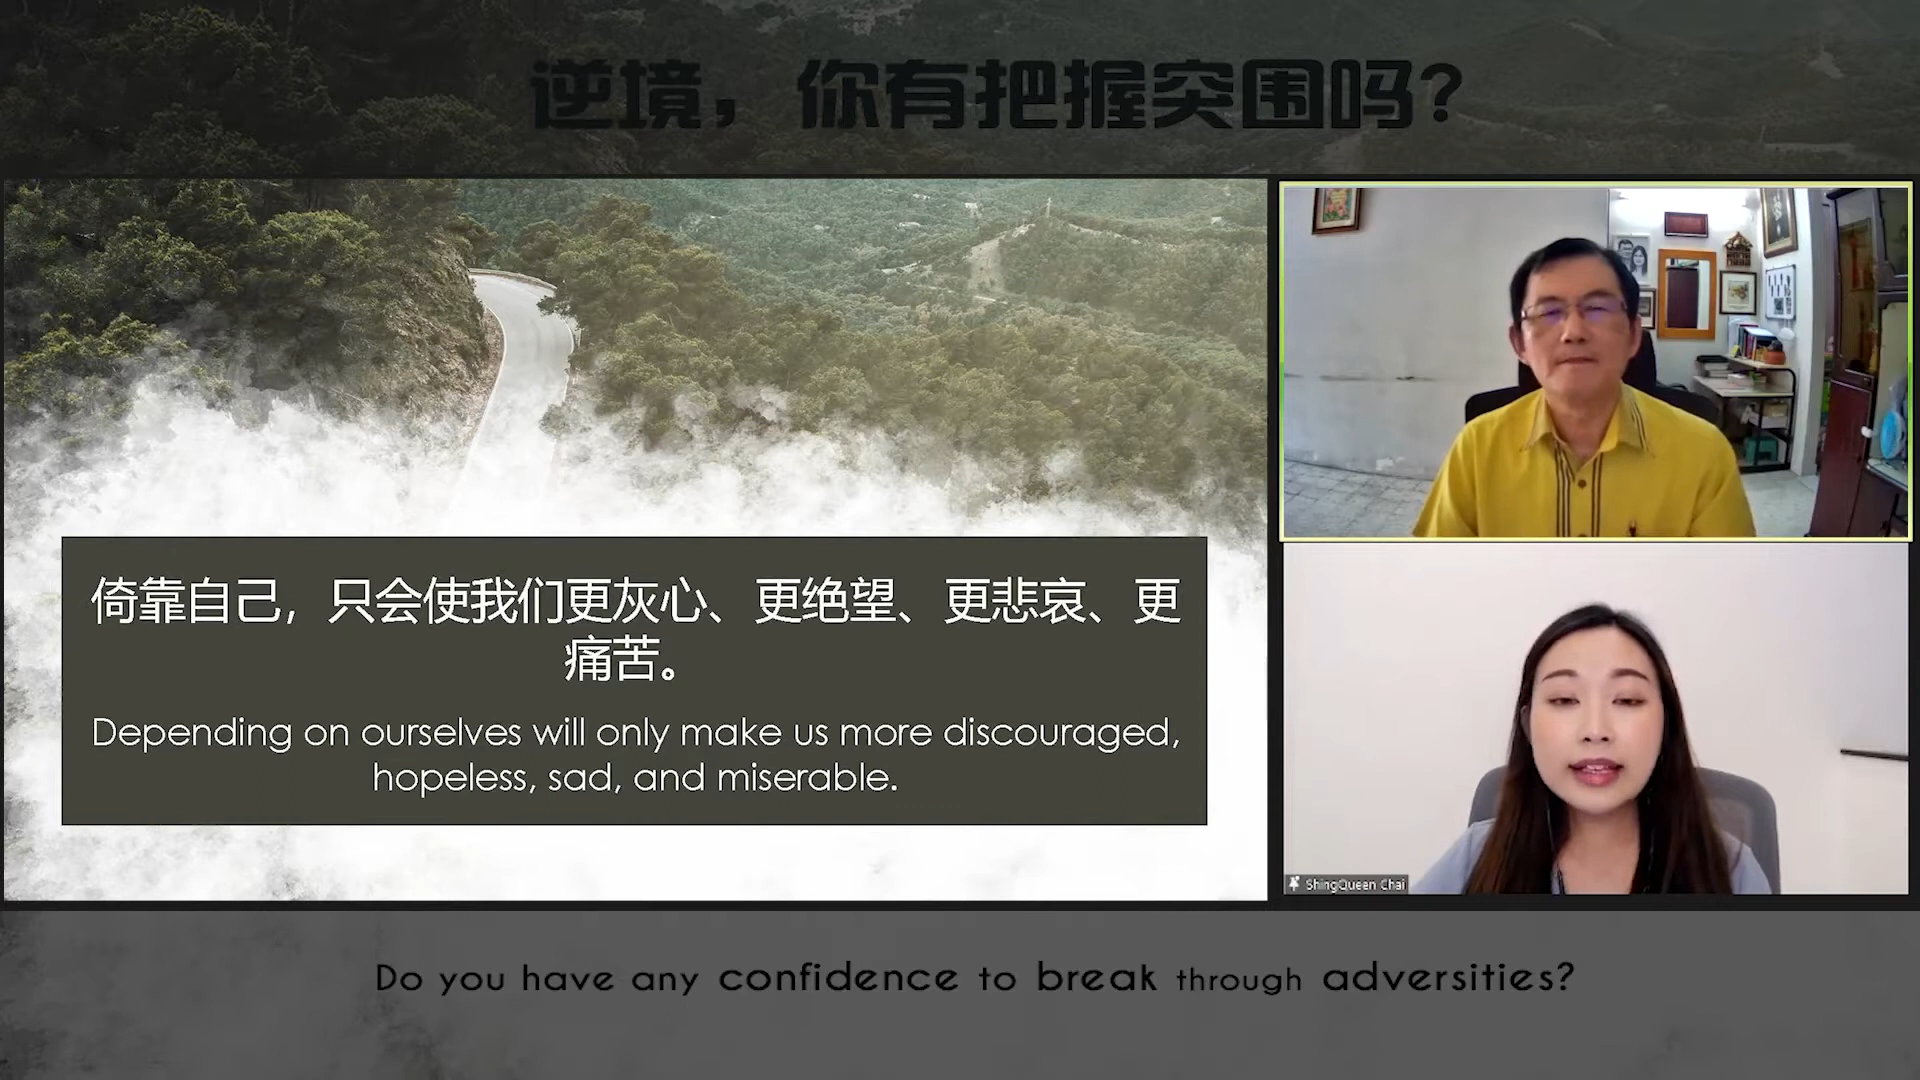 逆境，你有把握突围吗？
倚靠自己，只会使我们更灰心、更绝望、更悲哀、更
痛苦。
Depending on ourselves will only make us more discouraged,
hopeless, sad, and miserable.
ShingQueen Chai
Do you have any confidence to break through adversities?